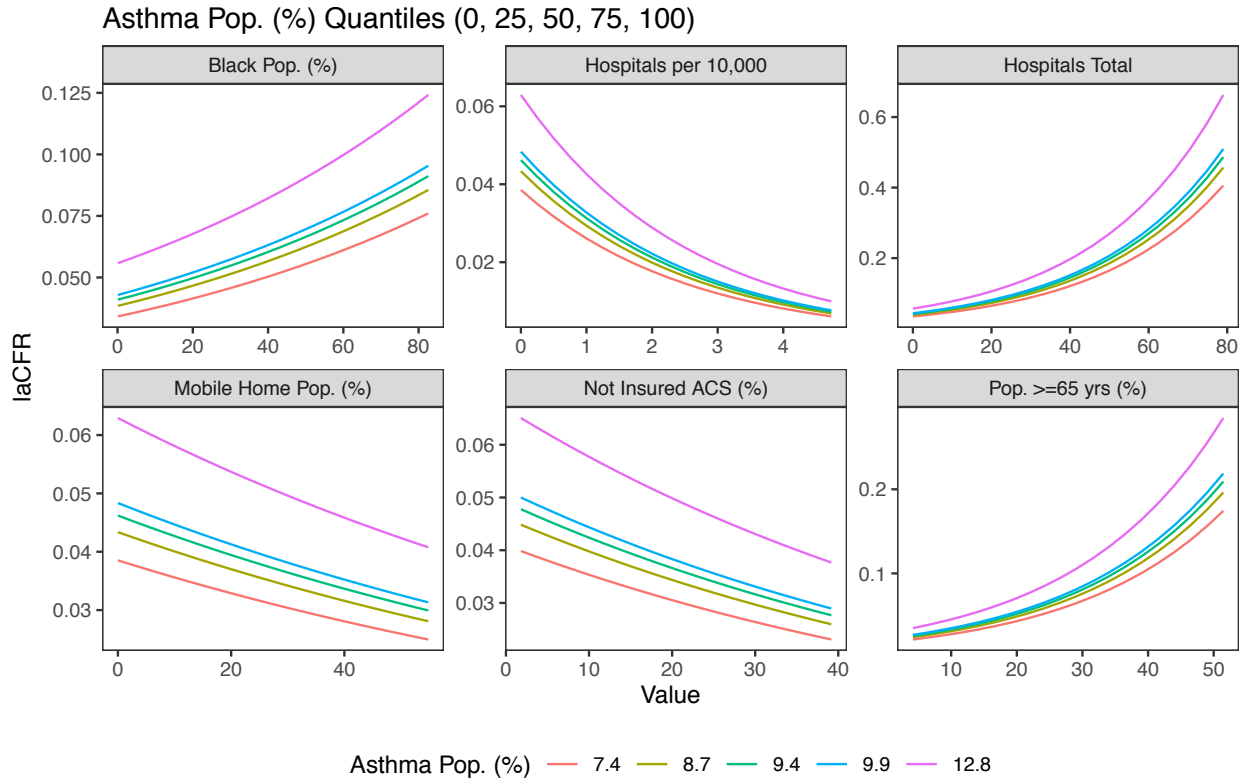 Asthma Pop. (%) Quantiles (0, 25, 50, 75, 100)
Black Pop. (%)
Hospitals per 10,000
Hospitals Total
0.125
0.100
0.075
0.050
0 20 40 60 80
0.06
0.04
0.02
0 1 2 3 4
0.6
0.4
0.2
0 20 40 60 80
IaCFR
Mobile Home Pop. (%)
Not Insured ACS (%)
Pop. >=65 yrs (%)
0.06
0.05
0.04
0.03
0 20 40
0.06
0.05
0.04
0.03
0 10 20 30 40
0.2
0.1
10 20 30 40 50
Value
Asthma Pop. (%) 7.4 8.7 9.4 9.9 12.8